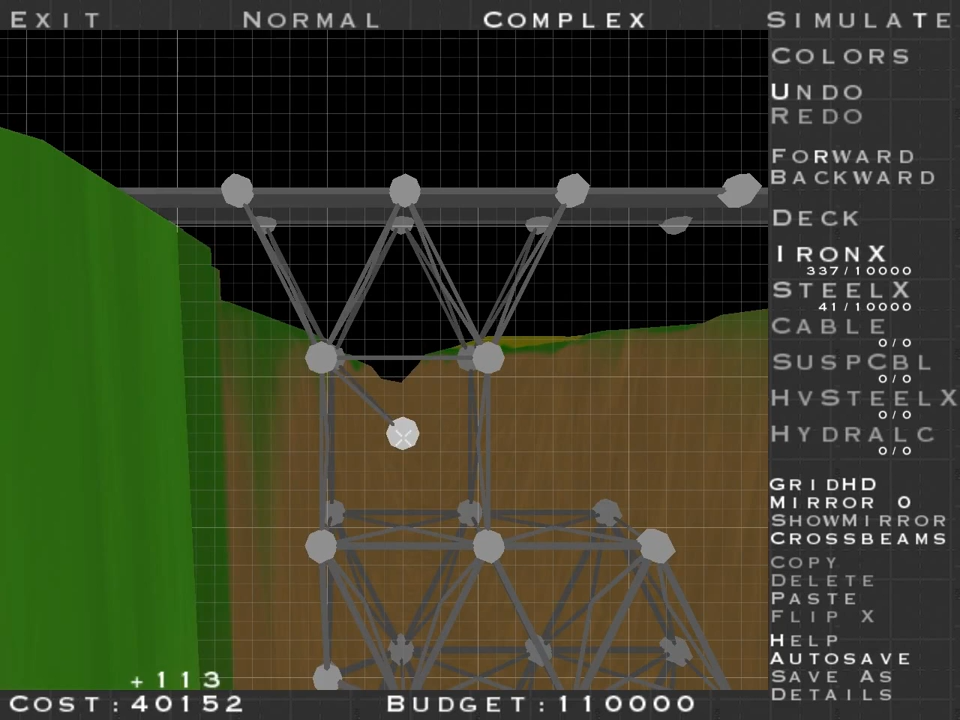 EXIT NORMAL COMPLEX SIMULATE
COLORS
UNDO
REDO
FORWARD
BACKWARD
DECK
IRONX
337/10000
STEELX
41/10000
CABLE
0/0
SUSPCBL
0/0
HVSTEELX
0/0
HYDRALC
0/0
GRIDHD
MIRROR 0
SHOWMIRROR
CROSSBEAMS
COPY
DELETE
PASTE
FLIP X
HELP
AUTOSAVE
SAVE AS
DETAILS
+113
COST:40152 BUDGET:110000